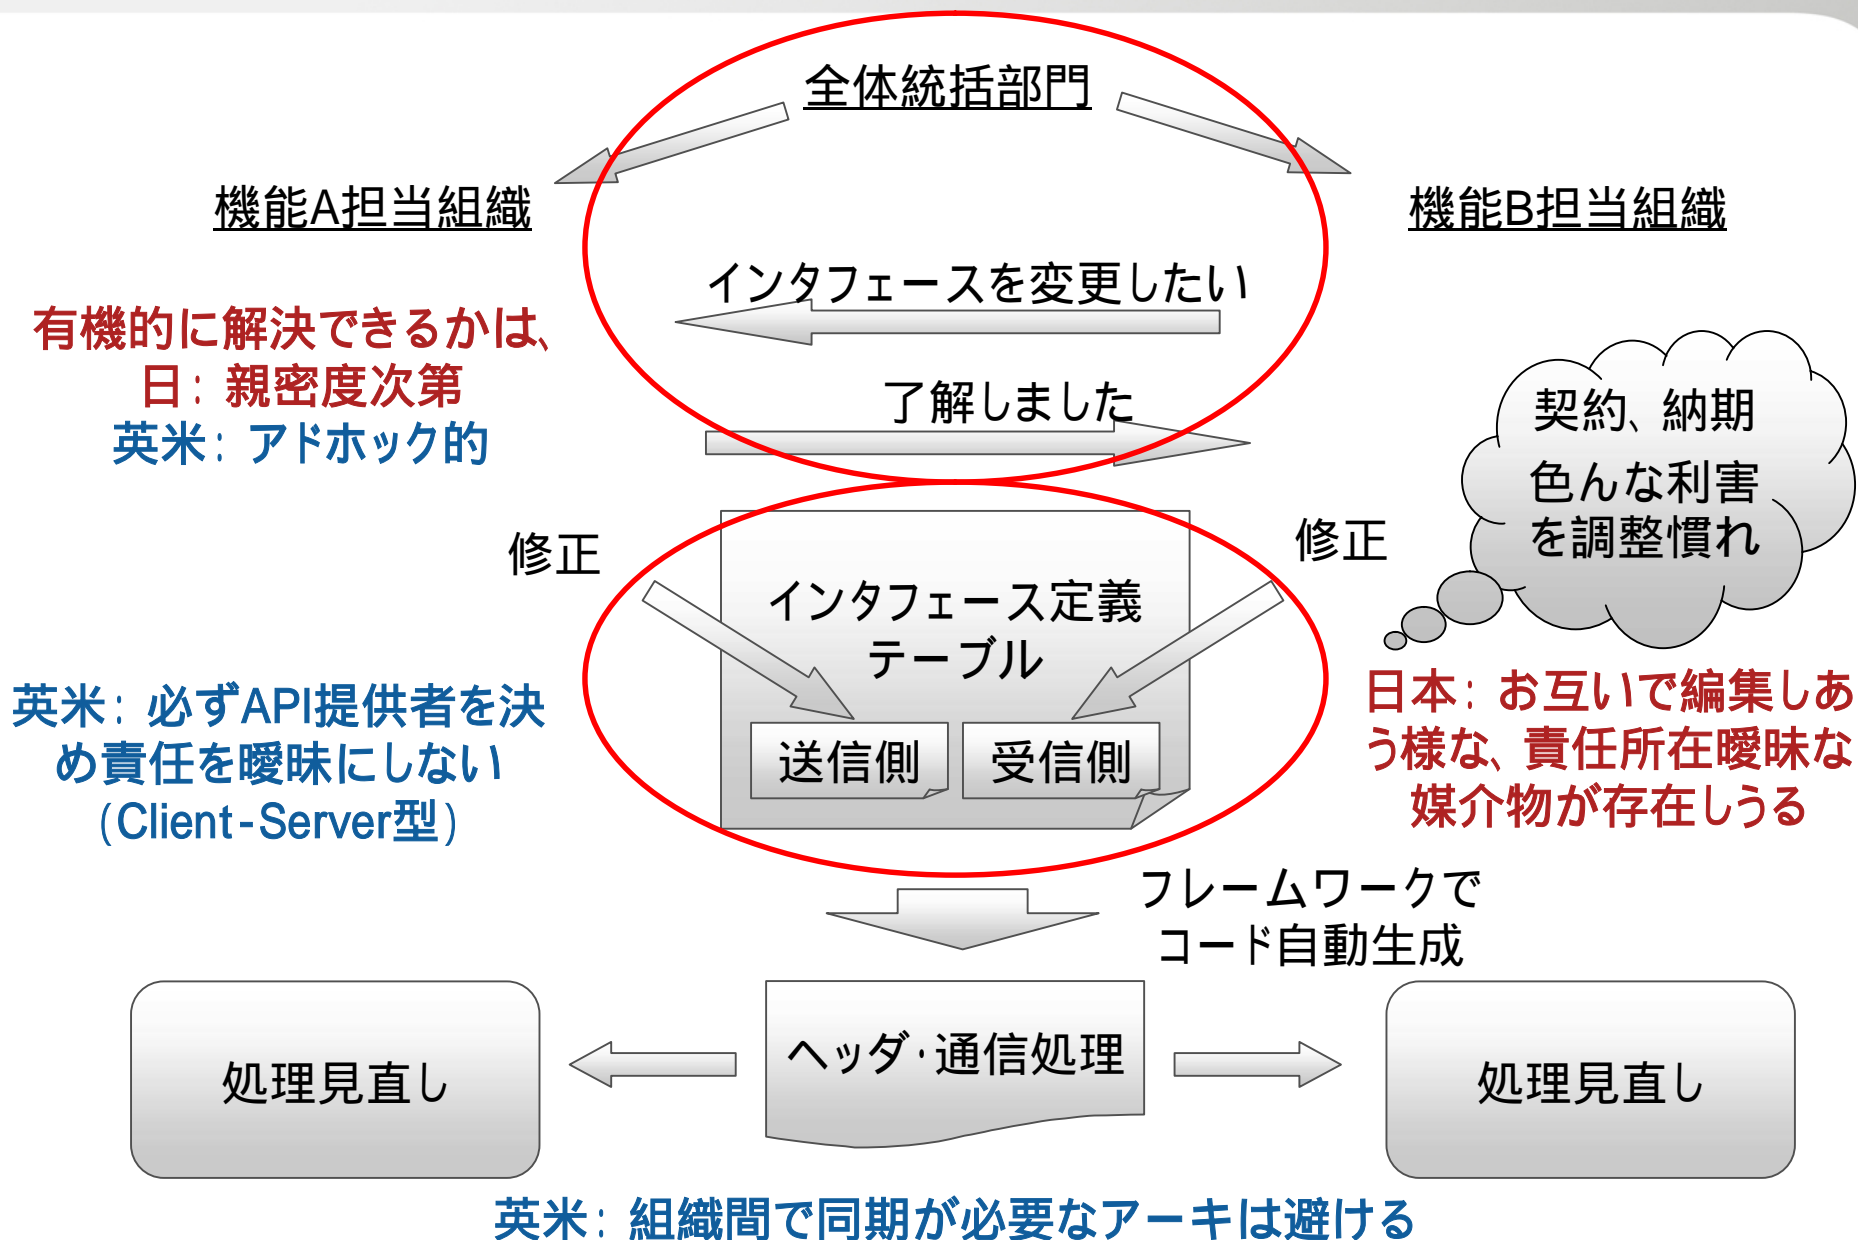 全体統括部門
機能A担当組織
機能B担当組織
インタフェースを変更したい
有機的に解決できるかは、
日：親密度次第
英米：アドホック的
了解しました
契約、納期
色んな利害
を調整慣れ
修正
修正
インタフェース定義
テーブル
送信側
受信側
英米：必ずAPI提供者を決
め責任を曖昧にしない
（Client-Server型）
日本：お互いで編集しあ
う様な、責任所在曖昧な
媒介物が存在しうる
フレームワークで
コード自動生成
処理見直し
ヘッダ・通信処理
処理見直し
英米：組織間で同期が必要なアーキは避ける